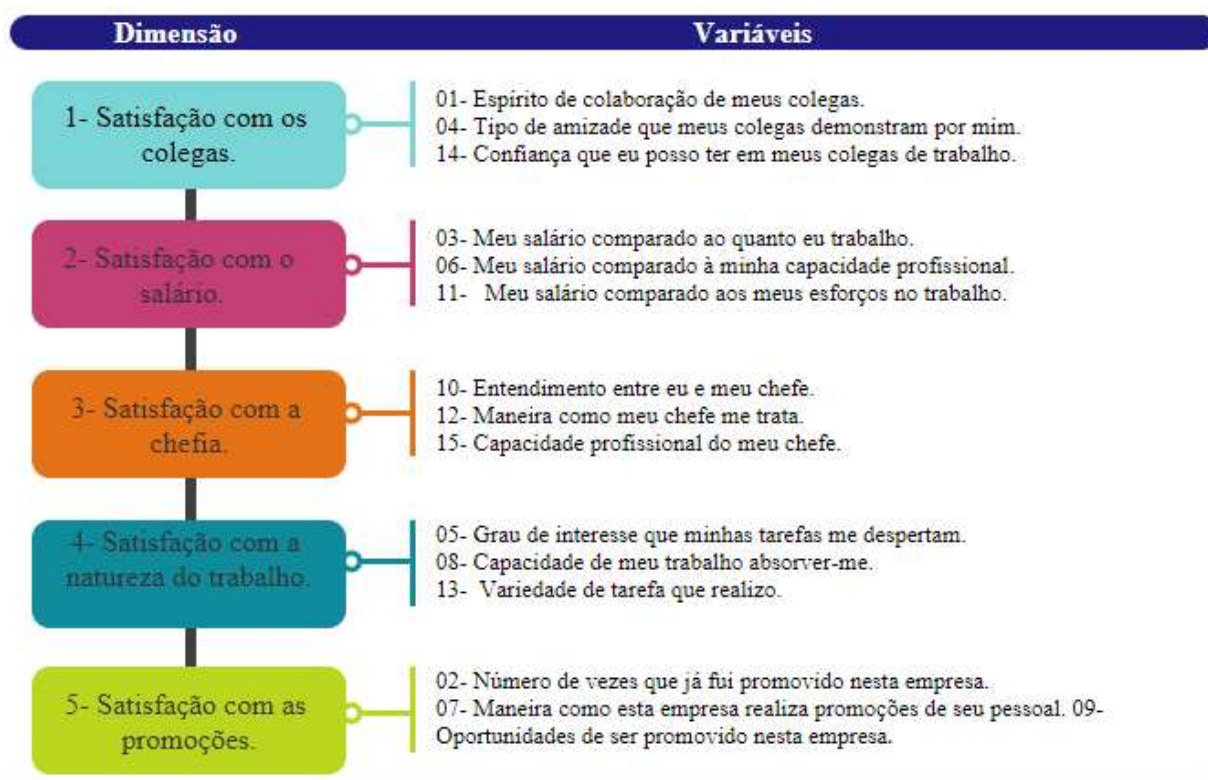 Dimensão Variáveis
1- Satisfação com os
colegas.
01- Espírito de colaboração de meus colegas.
04- Tipo de amizade que meus colegas demonstram por mim.
14- Confiança que eu posso ter em meus colegas de trabalho.
2- Satisfação com o
salário.
03- Meu salário comparado ao quanto eu trabalho.
06- Meu salário comparado à minha capacidade profissional.
11- Meu salário comparado aos meus esforços no trabalho.
3- Satisfação com a
chefia.
10- Entendimento entre eu e meu chefe.
12- Maneira como meu chefe me trata.
15- Capacidade profissional do meu chefe.
4- Satisfação com a
natureza do trabalho.
05- Grau de interesse que minhas tarefas me despertam.
08- Capacidade de meu trabalho absorver-me.
13- Variedade de tarefa que realizo.
5- Satisfação com as
promoções.
02- Número de vezes que já fui promovido nesta empresa.
07- Maneira como esta empresa realiza promoções de seu pessoal. 09-
Oportunidades de ser promovido nesta empresa.